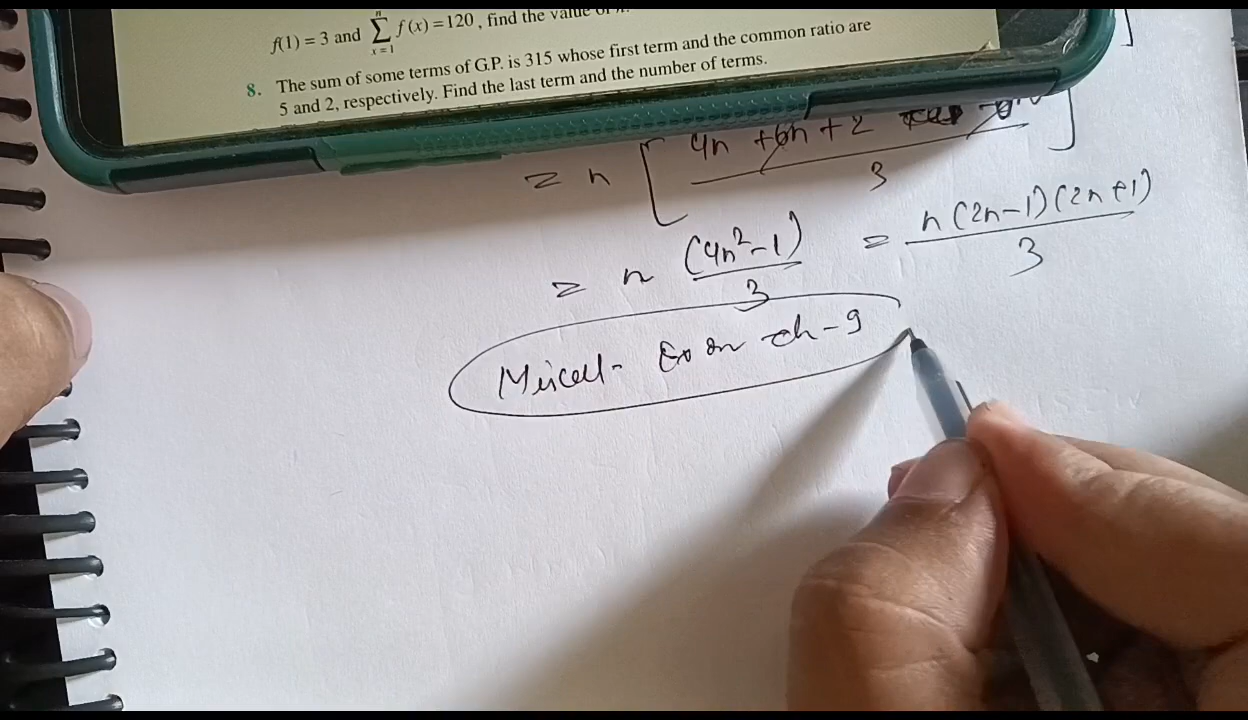 f(1) = 3 and n∑x=1 f(x) = 120, find the value of n.
8. The sum of some terms of G.P. is 315 whose first term and the common ratio are
5 and 2, respectively. Find the last term and the number of terms.
= n [ 4n + 6n + 2 / 3 ]
= n (4n²-1) / 3 = n(2n-1)(2n+1) / 3
Miscell- Ex on ch-9